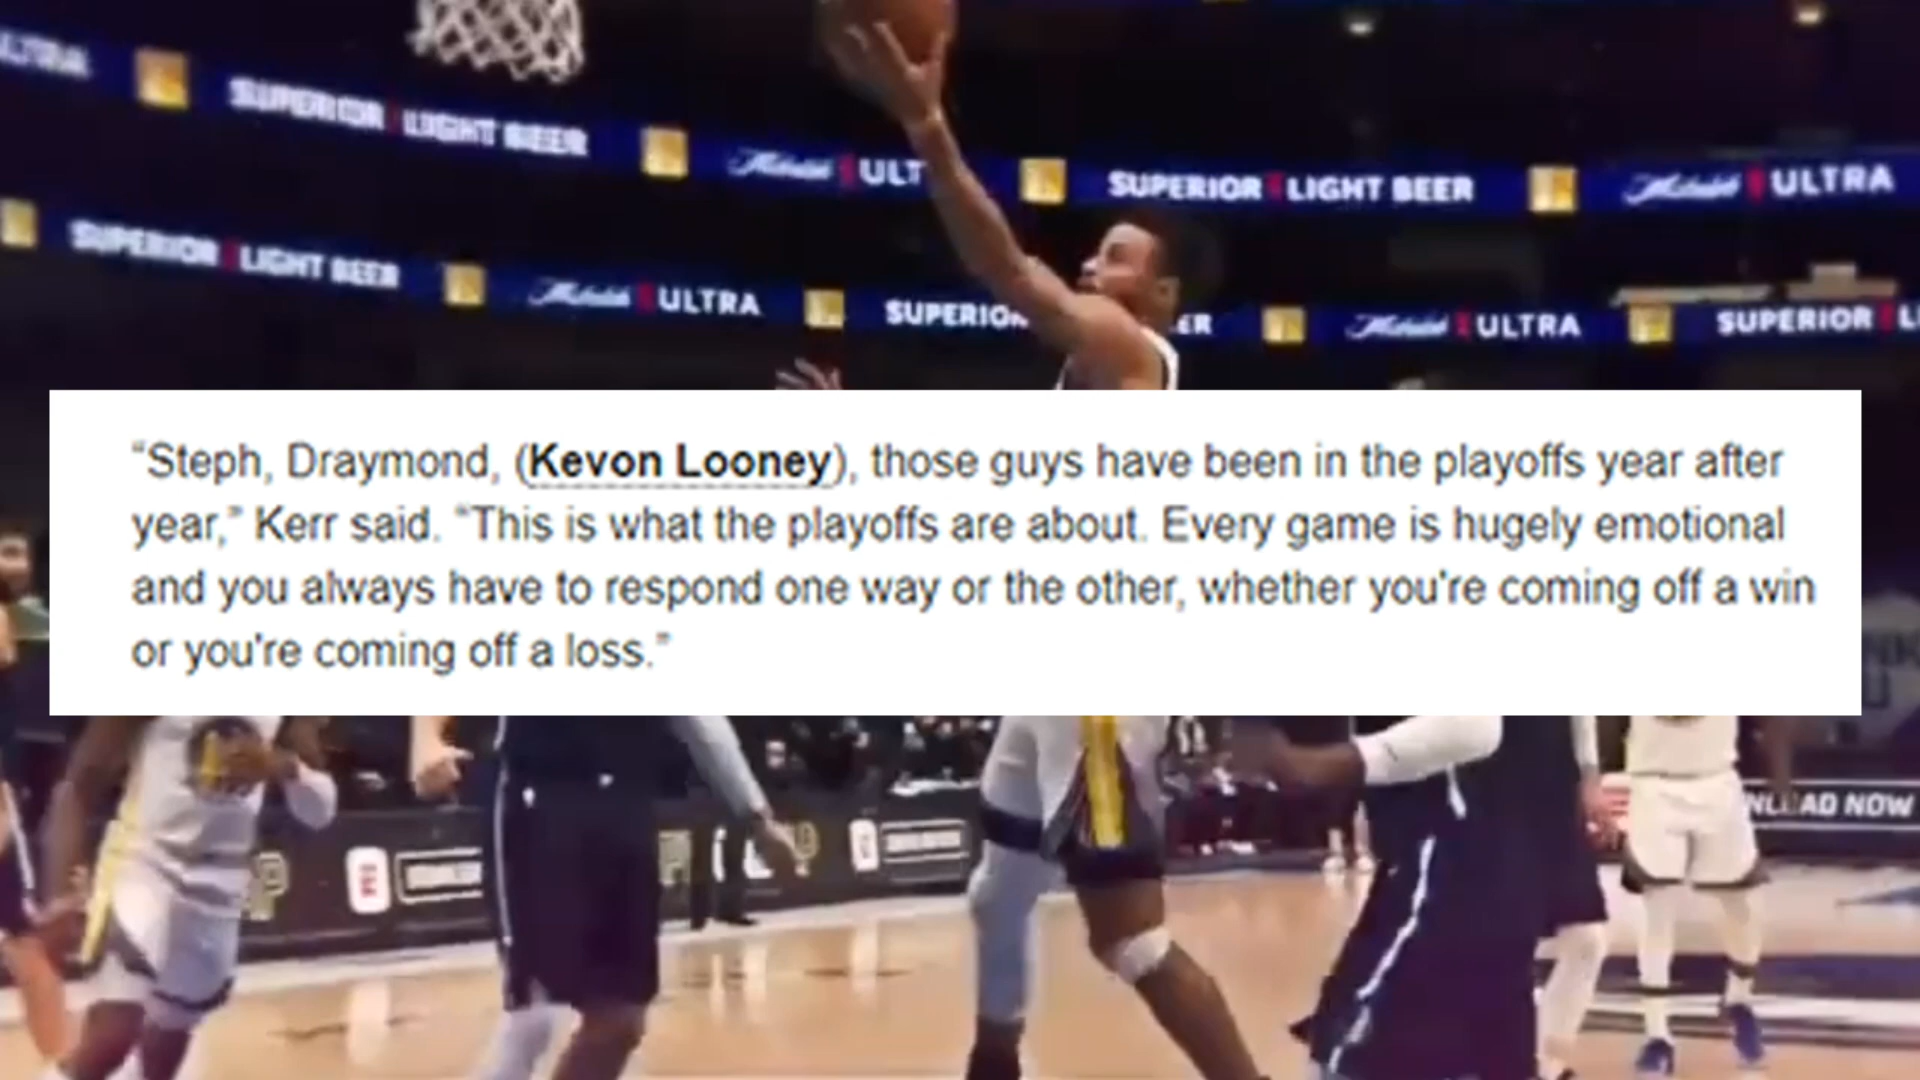 ULTRA
SUPERIOR LIGHT BEER
ULT
SUPERIOR LIGHT BEER
ULTRA
SUPERIOR LIGHT BEER
ULTRA
SUPERIOR
ER
ULTRA
SUPERIOR
“Steph, Draymond, (Kevon Looney), those guys have been in the playoffs year after
year,” Kerr said. “This is what the playoffs are about. Every game is hugely emotional
and you always have to respond one way or the other, whether you're coming off a win
or you're coming off a loss.”
AD NOW